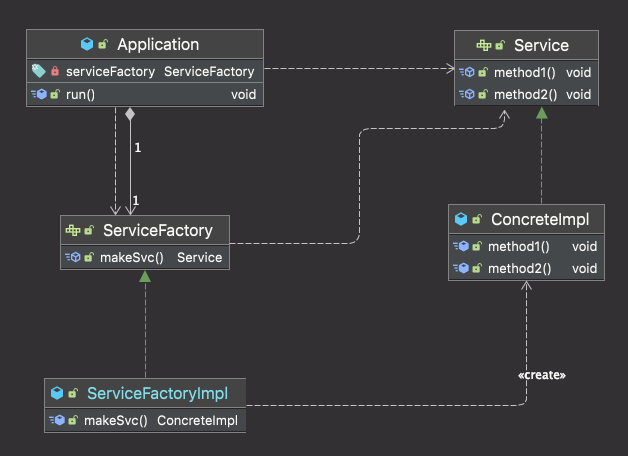 Application
serviceFactory ServiceFactory
run() void
Service
method1() void
method2() void
1
1
ServiceFactory
makeSvc() Service
ConcreteImpl
method1() void
method2() void
«create»
ServiceFactoryImpl
makeSvc() ConcreteImpl